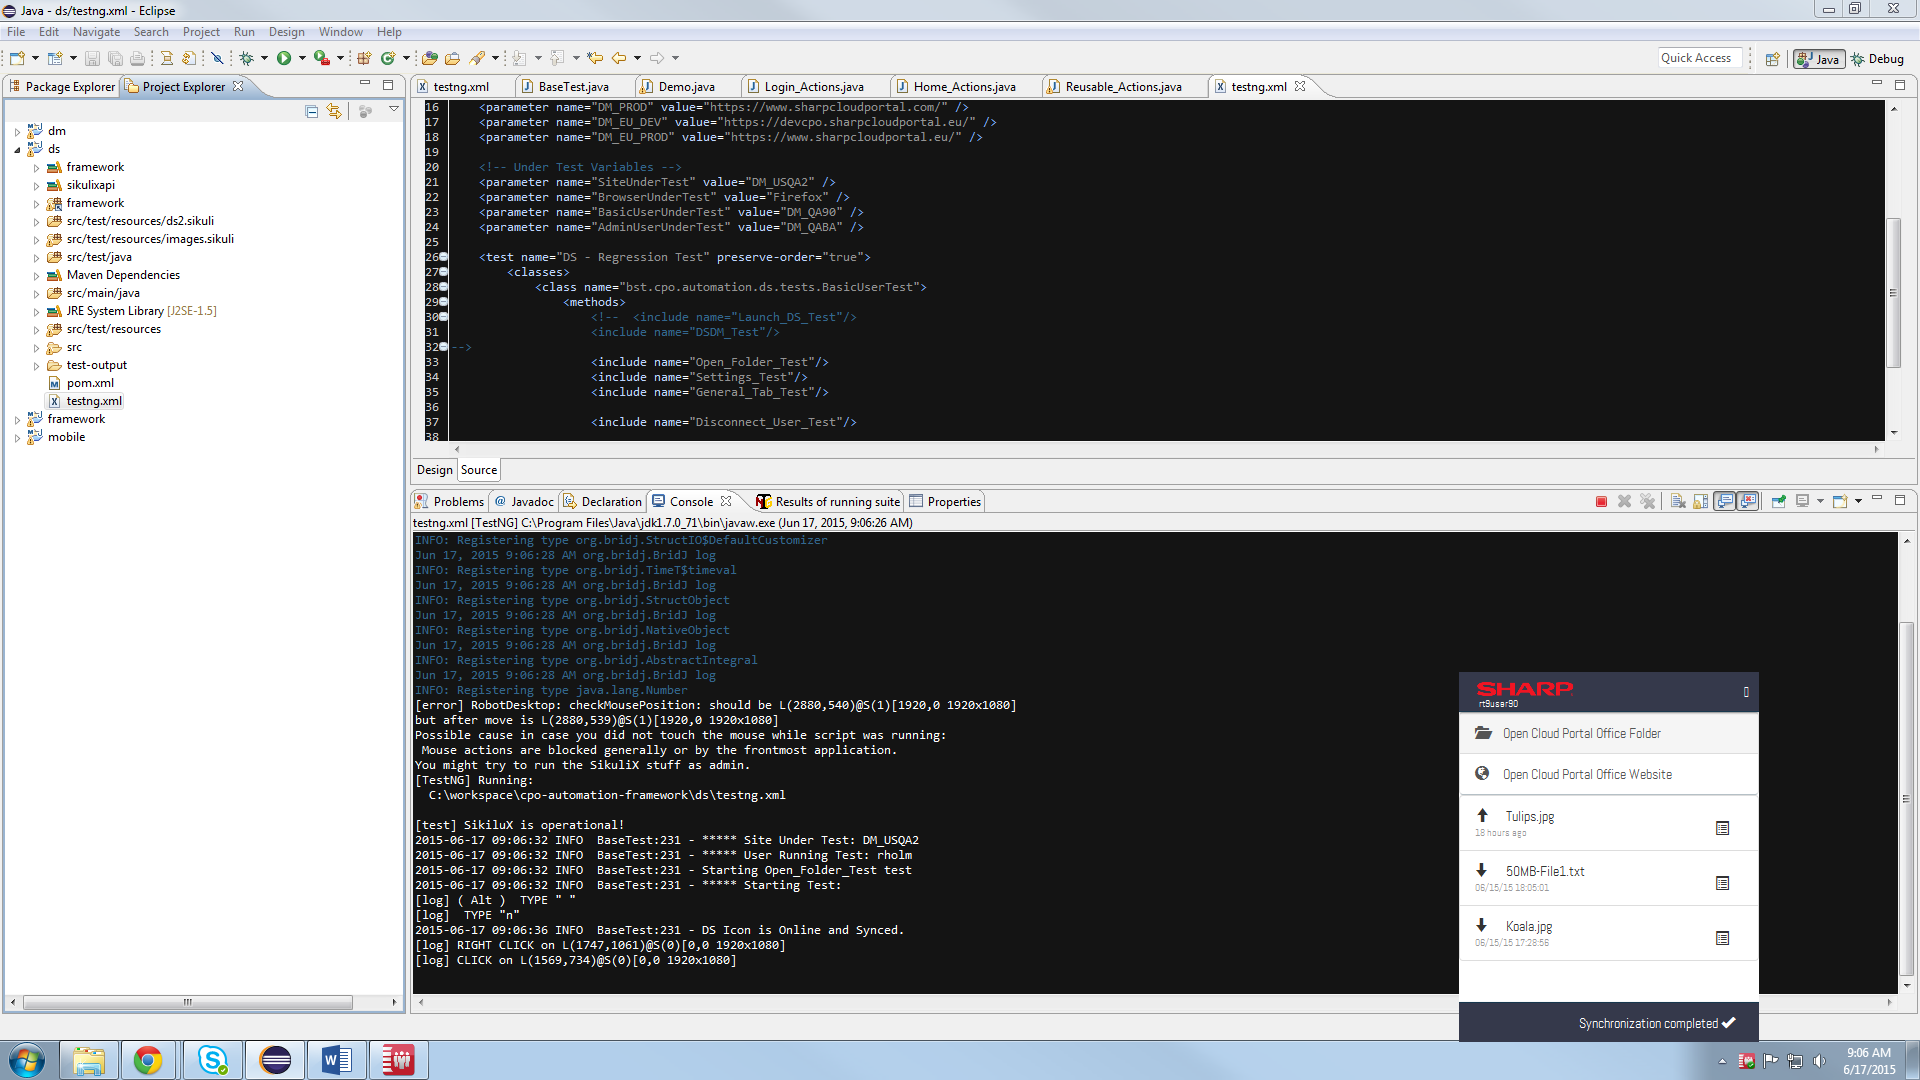 Java - ds/testng.xml - Eclipse
File Edit Navigate Search Project Run Design Window Help
Quick Access Java Debug
Package Explorer Project Explorer
dm
ds
framework
sikulixapi
framework
src/test/resources/ds2.sikuli
src/test/resources/images.sikuli
src/test/java
Maven Dependencies
src/main/java
JRE System Library [J2SE-1.5]
src/test/resources
src
test-output
pom.xml
testng.xml
framework
mobile
testng.xml BaseTest.java Demo.java Login_Actions.java Home_Actions.java Reusable_Actions.java testng.xml
16 <parameter name="DM_PROD" value="https://www.sharpcloudportal.com/" />
17 <parameter name="DM_EU_DEV" value="https://devcpo.sharpcloudportal.eu/" />
18 <parameter name="DM_EU_PROD" value="https://www.sharpcloudportal.eu/" />
19
20 <!-- Under Test Variables -->
21 <parameter name="SiteUnderTest" value="DM_USQA2" />
22 <parameter name="BrowserUnderTest" value="Firefox" />
23 <parameter name="BasicUserUnderTest" value="DM_QA90" />
24 <parameter name="AdminUserUnderTest" value="DM_QABA" />
25
26 <test name="DS - Regression Test" preserve-order="true">
27 <classes>
28 <class name="bst.cpo.automation.ds.tests.BasicUserTest">
29 <methods>
30 <!-- <include name="Launch_DS_Test"/>
31 <include name="DSDM_Test"/>
32 -->
33 <include name="Open_Folder_Test"/>
34 <include name="Settings_Test"/>
35 <include name="General_Tab_Test"/>
36
37 <include name="Disconnect_User_Test"/>
38
Design Source
Problems Javadoc Declaration Console Results of running suite Properties
testng.xml [TestNG] C:\Program Files\Java\jdk1.7.0_71\bin\javaw.exe (Jun 17, 2015, 9:06:26 AM)
INFO: Registering type org.bridj.StructIO$DefaultCustomizer
Jun 17, 2015 9:06:28 AM org.bridj.BridJ log
INFO: Registering type org.bridj.TimeT$timeval
Jun 17, 2015 9:06:28 AM org.bridj.BridJ log
INFO: Registering type org.bridj.StructObject
Jun 17, 2015 9:06:28 AM org.bridj.BridJ log
INFO: Registering type org.bridj.NativeObject
Jun 17, 2015 9:06:28 AM org.bridj.BridJ log
INFO: Registering type org.bridj.AbstractIntegral
Jun 17, 2015 9:06:28 AM org.bridj.BridJ log
INFO: Registering type java.lang.Number
[error] RobotDesktop: checkMousePosition: should be L(2880,540)@S(1)[1920,0 1920x1080]
but after move is L(2880,539)@S(1)[1920,0 1920x1080]
Possible cause in case you did not touch the mouse while script was running:
Mouse actions are blocked generally or by the frontmost application.
You might try to run the SikuliX stuff as admin.
[TestNG] Running:
C:\workspace\cpo-automation-framework\ds\testng.xml
[test] SikiluX is operational!
2015-06-17 09:06:32 INFO BaseTest:231 - ***** Site Under Test: DM_USQA2
2015-06-17 09:06:32 INFO BaseTest:231 - ***** User Running Test: rholm
2015-06-17 09:06:32 INFO BaseTest:231 - Starting Open_Folder_Test test
2015-06-17 09:06:32 INFO BaseTest:231 - ***** Starting Test:
[log] ( Alt ) TYPE " "
[log] TYPE "n"
2015-06-17 09:06:36 INFO BaseTest:231 - DS Icon is Online and Synced.
[log] RIGHT CLICK on L(1747,1061)@S(0)[0,0 1920x1080]
[log] CLICK on L(1569,734)@S(0)[0,0 1920x1080]
SHARP
rt9user90
Open Cloud Portal Office Folder
Open Cloud Portal Office Website
Tulips.jpg
18 hours ago
50MB-File1.txt
06/15/15 18:05:01
Koala.jpg
06/15/15 17:28:56
Synchronization completed
9:06 AM
6/17/2015